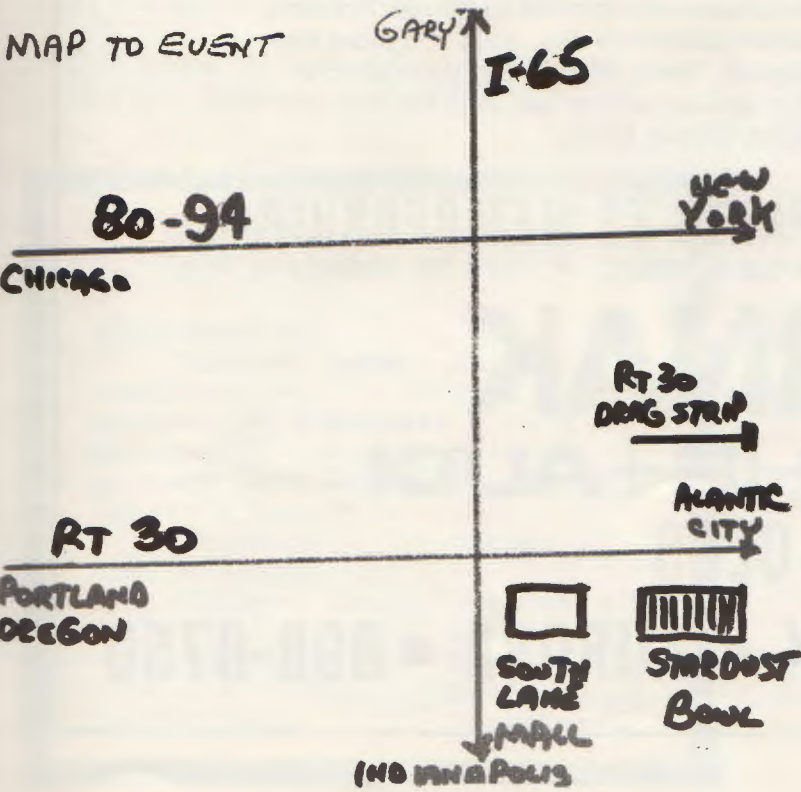 MAP TO EVENT
GARY
I-65
80-94
NEW
YORK
CHICAGO
RT 30
DRAG STRIP
ALANTIC
CITY
RT 30
PORTLAND
OREGON
SOUTH
LAKE
MALL
STARDUST
BOWL
INDIANAPOLIS